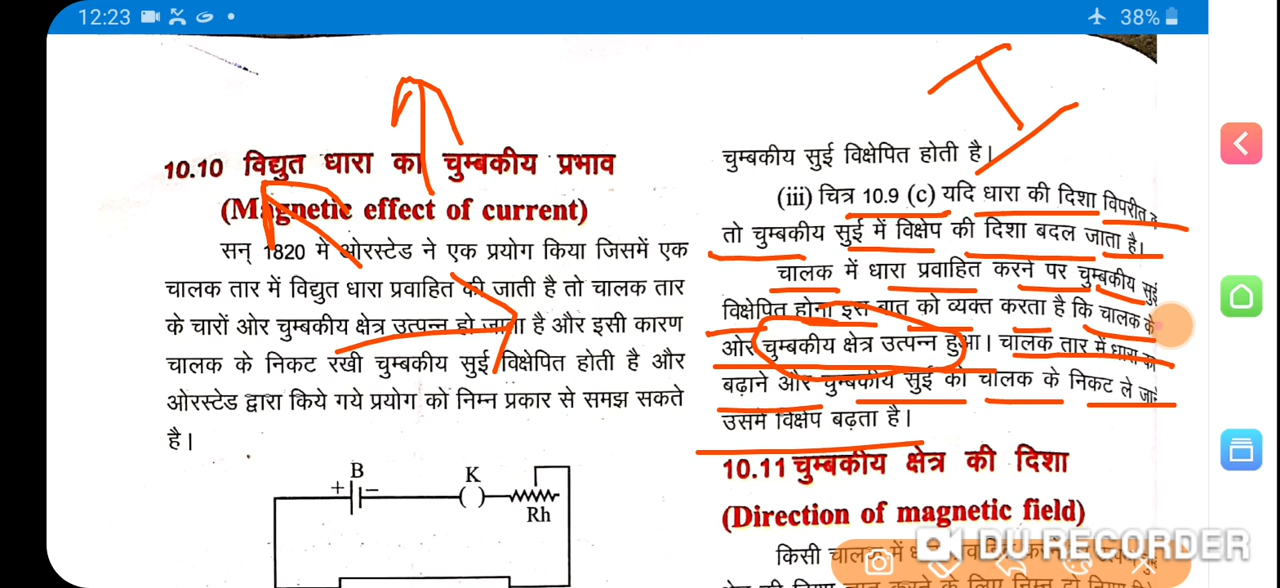 12:23
38%
10.10 विद्युत धारा का चुम्बकीय प्रभाव
(Magnetic effect of current)
सन् 1820 में ओरस्टेड ने एक प्रयोग किया जिसमें एक
चालक तार में विद्युत धारा प्रवाहित की जाती है तो चालक तार
के चारों ओर चुम्बकीय क्षेत्र उत्पन्न हो जाता है और इसी कारण
चालक के निकट रखी चुम्बकीय सुई विक्षेपित होती है और
ओरस्टेड द्वारा किये गये प्रयोग को निम्न प्रकार से समझ सकते
है।
B
+ −
K
( )
Rh
चुम्बकीय सुई विक्षेपित होती है।
(iii) चित्र 10.9 (c) यदि धारा की दिशा विपरीत
तो चुम्बकीय सुई में विक्षेप की दिशा बदल जाता है।
चालक में धारा प्रवाहित करने पर चुम्बकीय सुई
विक्षेपित होना इस बात को व्यक्त करता है कि चालक के
ओर चुम्बकीय क्षेत्र उत्पन्न हुआ। चालक तार में धारा का
बढ़ाने और चुम्बकीय सुई को चालक के निकट ले जाने
उसमें विक्षेप बढ़ता है।
I
10.11 चुम्बकीय क्षेत्र की दिशा
(Direction of magnetic field)
किसी चालक में
DU RECORDER